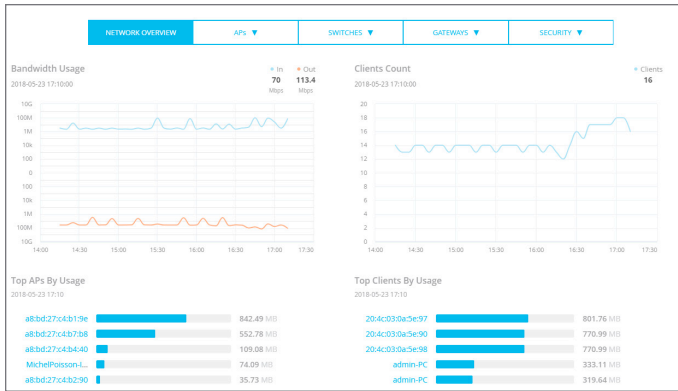 NETWORK OVERVIEW APs ▼ SWITCHES ▼ GATEWAYS ▼ SECURITY ▼
Bandwidth Usage
2018-05-23 17:10:00
In Out
70 113.4
Mbps Mbps
10G
100M
1M
10k
100
0
100
10k
1M
100M
10G
14:00 14:30 15:00 15:30 16:00 16:30 17:00 17:30
Clients Count
2018-05-23 17:10:00
Clients
16
20
18
16
14
12
10
8
6
4
2
0
14:00 14:30 15:00 15:30 16:00 16:30 17:00 17:30
Top APs By Usage
2018-05-23 17:10
a8:bd:27:c4:b1:9e 842.49 MB
a8:bd:27:c4:b7:b8 552.78 MB
a8:bd:27:c4:b4:40 109.08 MB
MichelPoisson-I... 74.09 MB
a8:bd:27:c4:b2:90 35.73 MB
Top Clients By Usage
2018-05-23 17:10
20:4c:03:0a:5e:97 801.76 MB
20:4c:03:0a:5e:90 770.99 MB
20:4c:03:0a:5e:98 770.99 MB
admin-PC 333.11 MB
admin-PC 319.64 MB